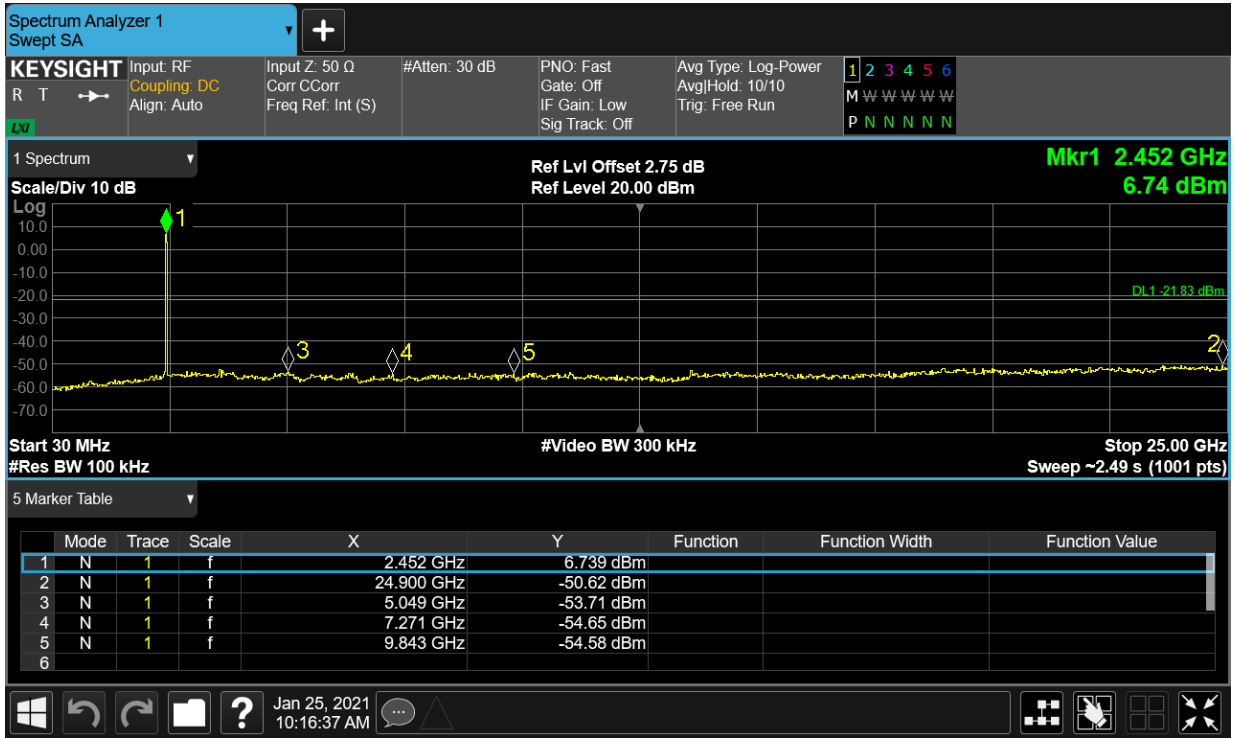 Spectrum Analyzer 1
Swept SA
+
KEYSIGHT
R T
LXI
Input: RF
Coupling: DC
Align: Auto
Input Z: 50 Ω
Corr CCorr
Freq Ref: Int (S)
#Atten: 30 dB
PNO: Fast
Gate: Off
IF Gain: Low
Sig Track: Off
Avg Type: Log-Power
Avg|Hold: 10/10
Trig: Free Run
1 2 3 4 5 6
M W W W W W
P N N N N N
1 Spectrum
Scale/Div 10 dB
Ref Lvl Offset 2.75 dB
Ref Level 20.00 dBm
Mkr1 2.452 GHz
6.74 dBm
Log
10.0
0.00
-10.0
-20.0
-30.0
-40.0
-50.0
-60.0
-70.0
1
DL1 -21.83 dBm
3
4
5
2
Start 30 MHz
#Video BW 300 kHz
Stop 25.00 GHz
#Res BW 100 kHz
Sweep ~2.49 s (1001 pts)
5 Marker Table
Mode Trace Scale X Y Function Function Width Function Value
1 N 1 f 2.452 GHz 6.739 dBm
2 N 1 f 24.900 GHz -50.62 dBm
3 N 1 f 5.049 GHz -53.71 dBm
4 N 1 f 7.271 GHz -54.65 dBm
5 N 1 f 9.843 GHz -54.58 dBm
6
?
Jan 25, 2021
10:16:37 AM